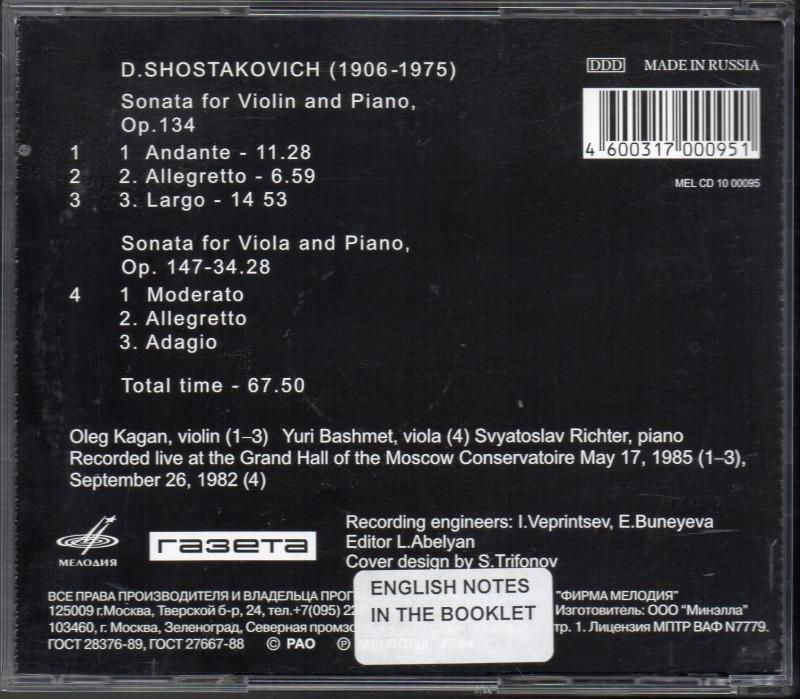 D.SHOSTAKOVICH (1906-1975)
DDD MADE IN RUSSIA
Sonata for Violin and Piano,
Op.134
1 1 Andante - 11.28
2 2. Allegretto - 6.59
3 3. Largo - 14 53
4 600317 000951
MEL CD 10 00095
Sonata for Viola and Piano,
Op. 147-34.28
4 1 Moderato
2. Allegretto
3. Adagio
Total time - 67.50
Oleg Kagan, violin (1–3) Yuri Bashmet, viola (4) Svyatoslav Richter, piano
Recorded live at the Grand Hall of the Moscow Conservatoire May 17, 1985 (1–3),
September 26, 1982 (4)
МЕЛОДИЯ
газета
Recording engineers: I.Veprintsev, E.Buneyeva
Editor L.Abelyan
Cover design by S.Trifonov
ENGLISH NOTES
IN THE BOOKLET
ВСЕ ПРАВА ПРОИЗВОДИТЕЛЯ И ВЛАДЕЛЬЦА "ФИРМА МЕЛОДИЯ"
125009 г.Москва, Тверской б-р, 24, тел.+7(095) Изготовитель: ООО "Минэлла"
103460, г. Москва, Зеленоград, Северная стр. 1. Лицензия МПТР ВАФ N7779.
ГОСТ 28376-89, ГОСТ 27667-88 © РАО ℗ MELODIYA 2004